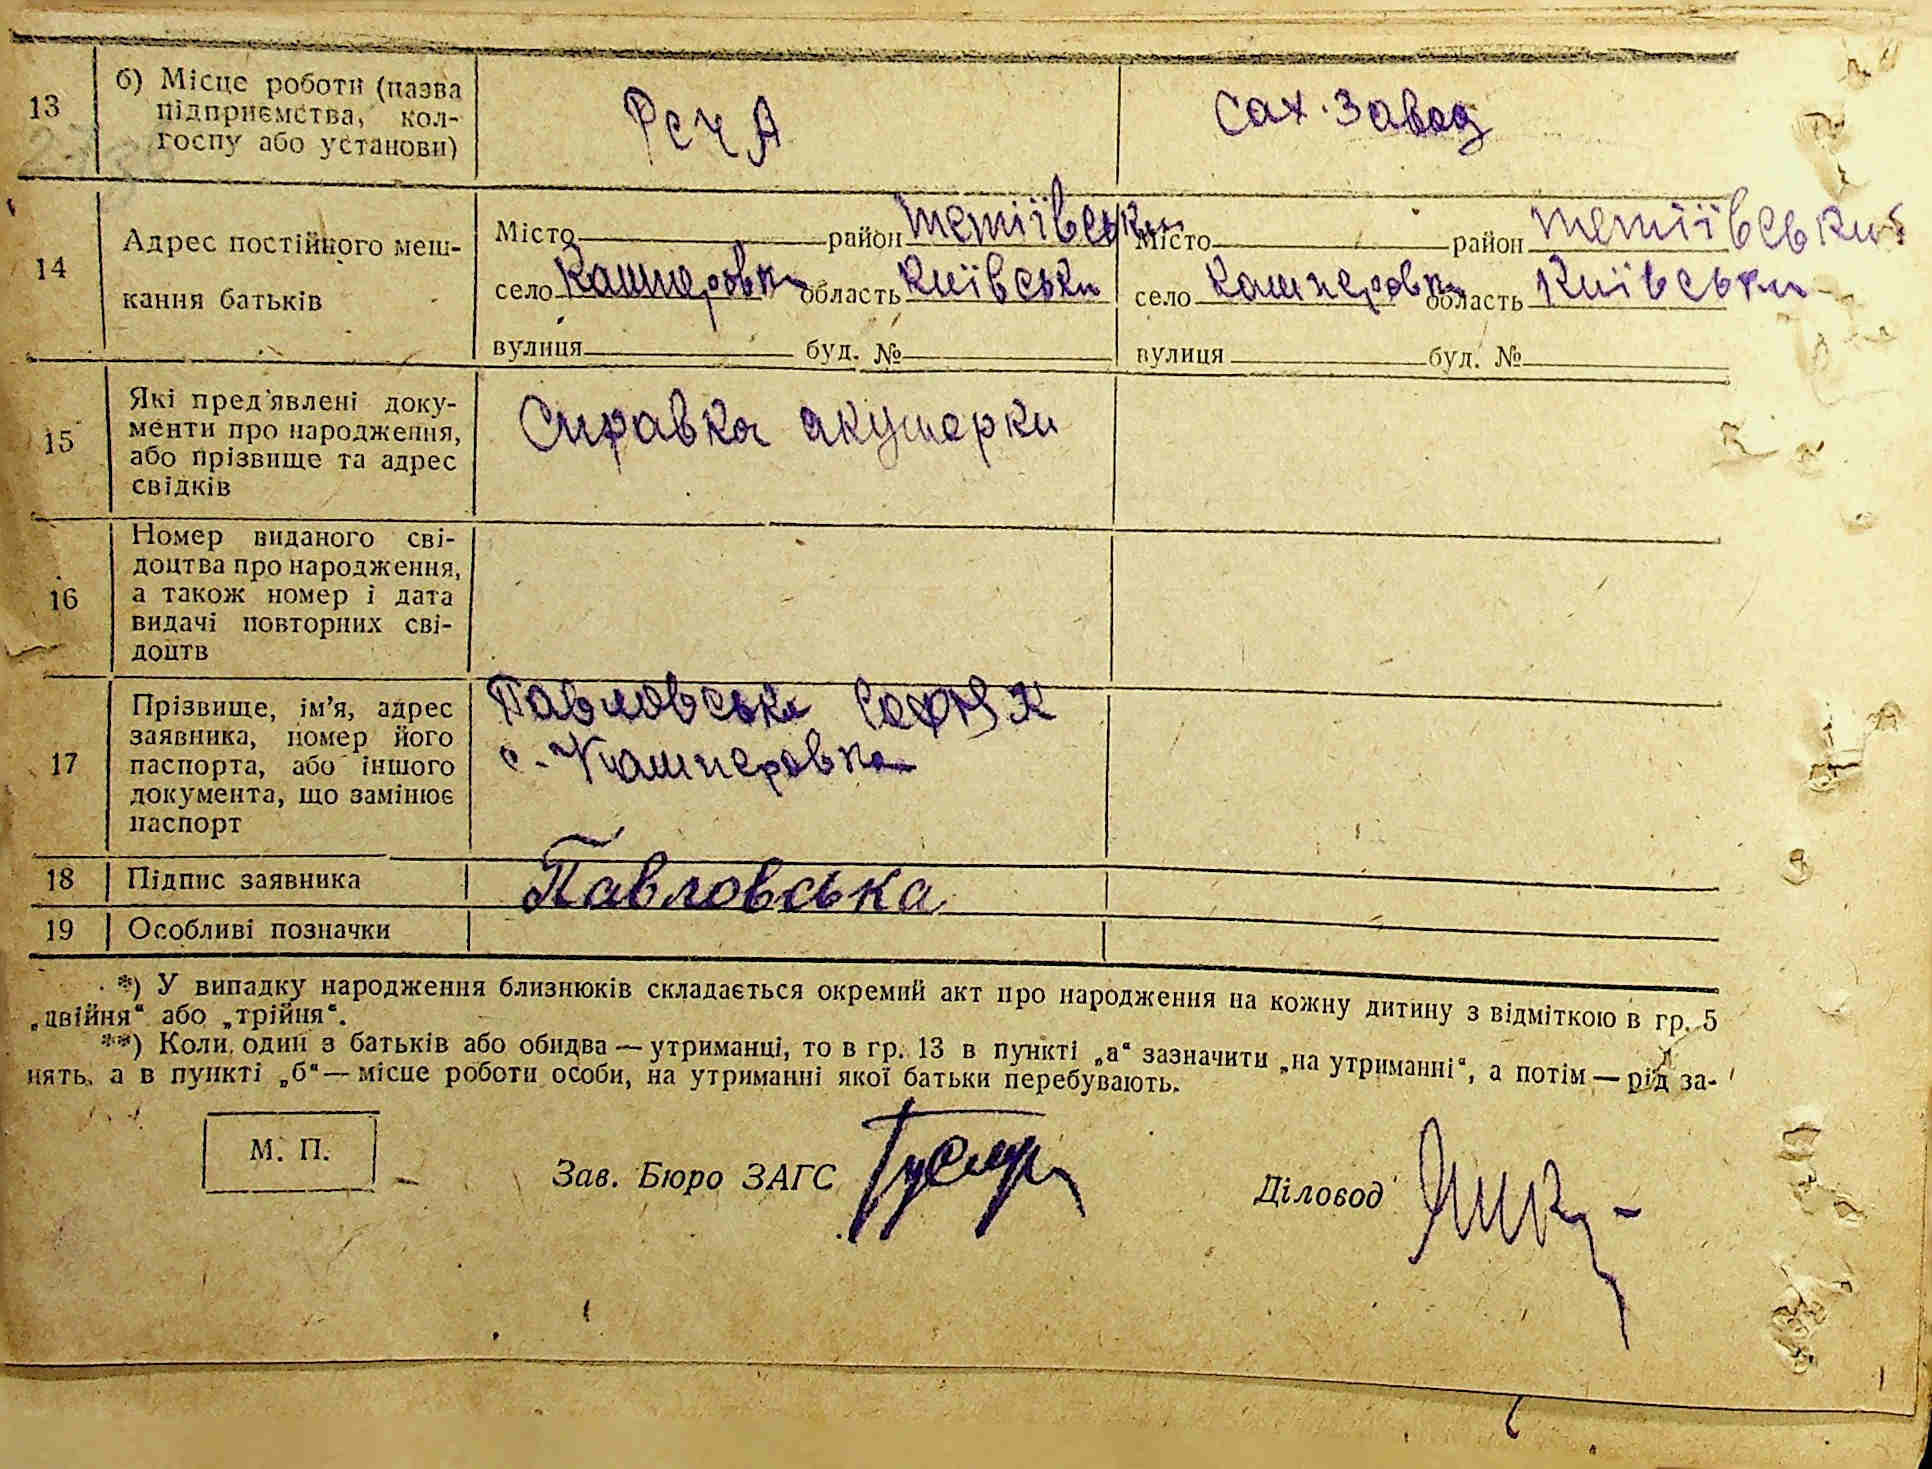 13
б) Місце роботи (назва
підприємства, кол-
госпу або установи)
РСЧА
Сах. Завод
14
Адрес постійного меш-
кання батьків
Місто район тетіївськи
село Кашперовка область київськи
вулиця буд. №
Місто район тетіївський
село Кашперовка область київськи
вулиця буд. №
15
Які пред'явлені доку-
менти про народження,
або прізвище та адрес
свідків
Справка акушерки
16
Номер виданого сві-
доцтва про народження,
а також номер і дата
видачі повторних сві-
доцтв
17
Прізвище, ім'я, адрес
заявника, номер його
паспорта, або іншого
документа, що замінює
паспорт
Павловська Софія
с. Кашперовка
18
Підпис заявника
Павловська
19
Особливі позначки
*) У випадку народження близнюків складається окремий акт про народження на кожну дитину з відміткою в гр. 5
„двійня“ або „трійня“.
**) Коли один з батьків або обидва — утриманці, то в гр. 13 в пункті „а“ зазначити „на утриманні“, а потім — рід за-
нять, а в пункті „б“ — місце роботи особи, на утриманні якої батьки перебувають.
М. П.
Зав. Бюро ЗАГС
Діловод